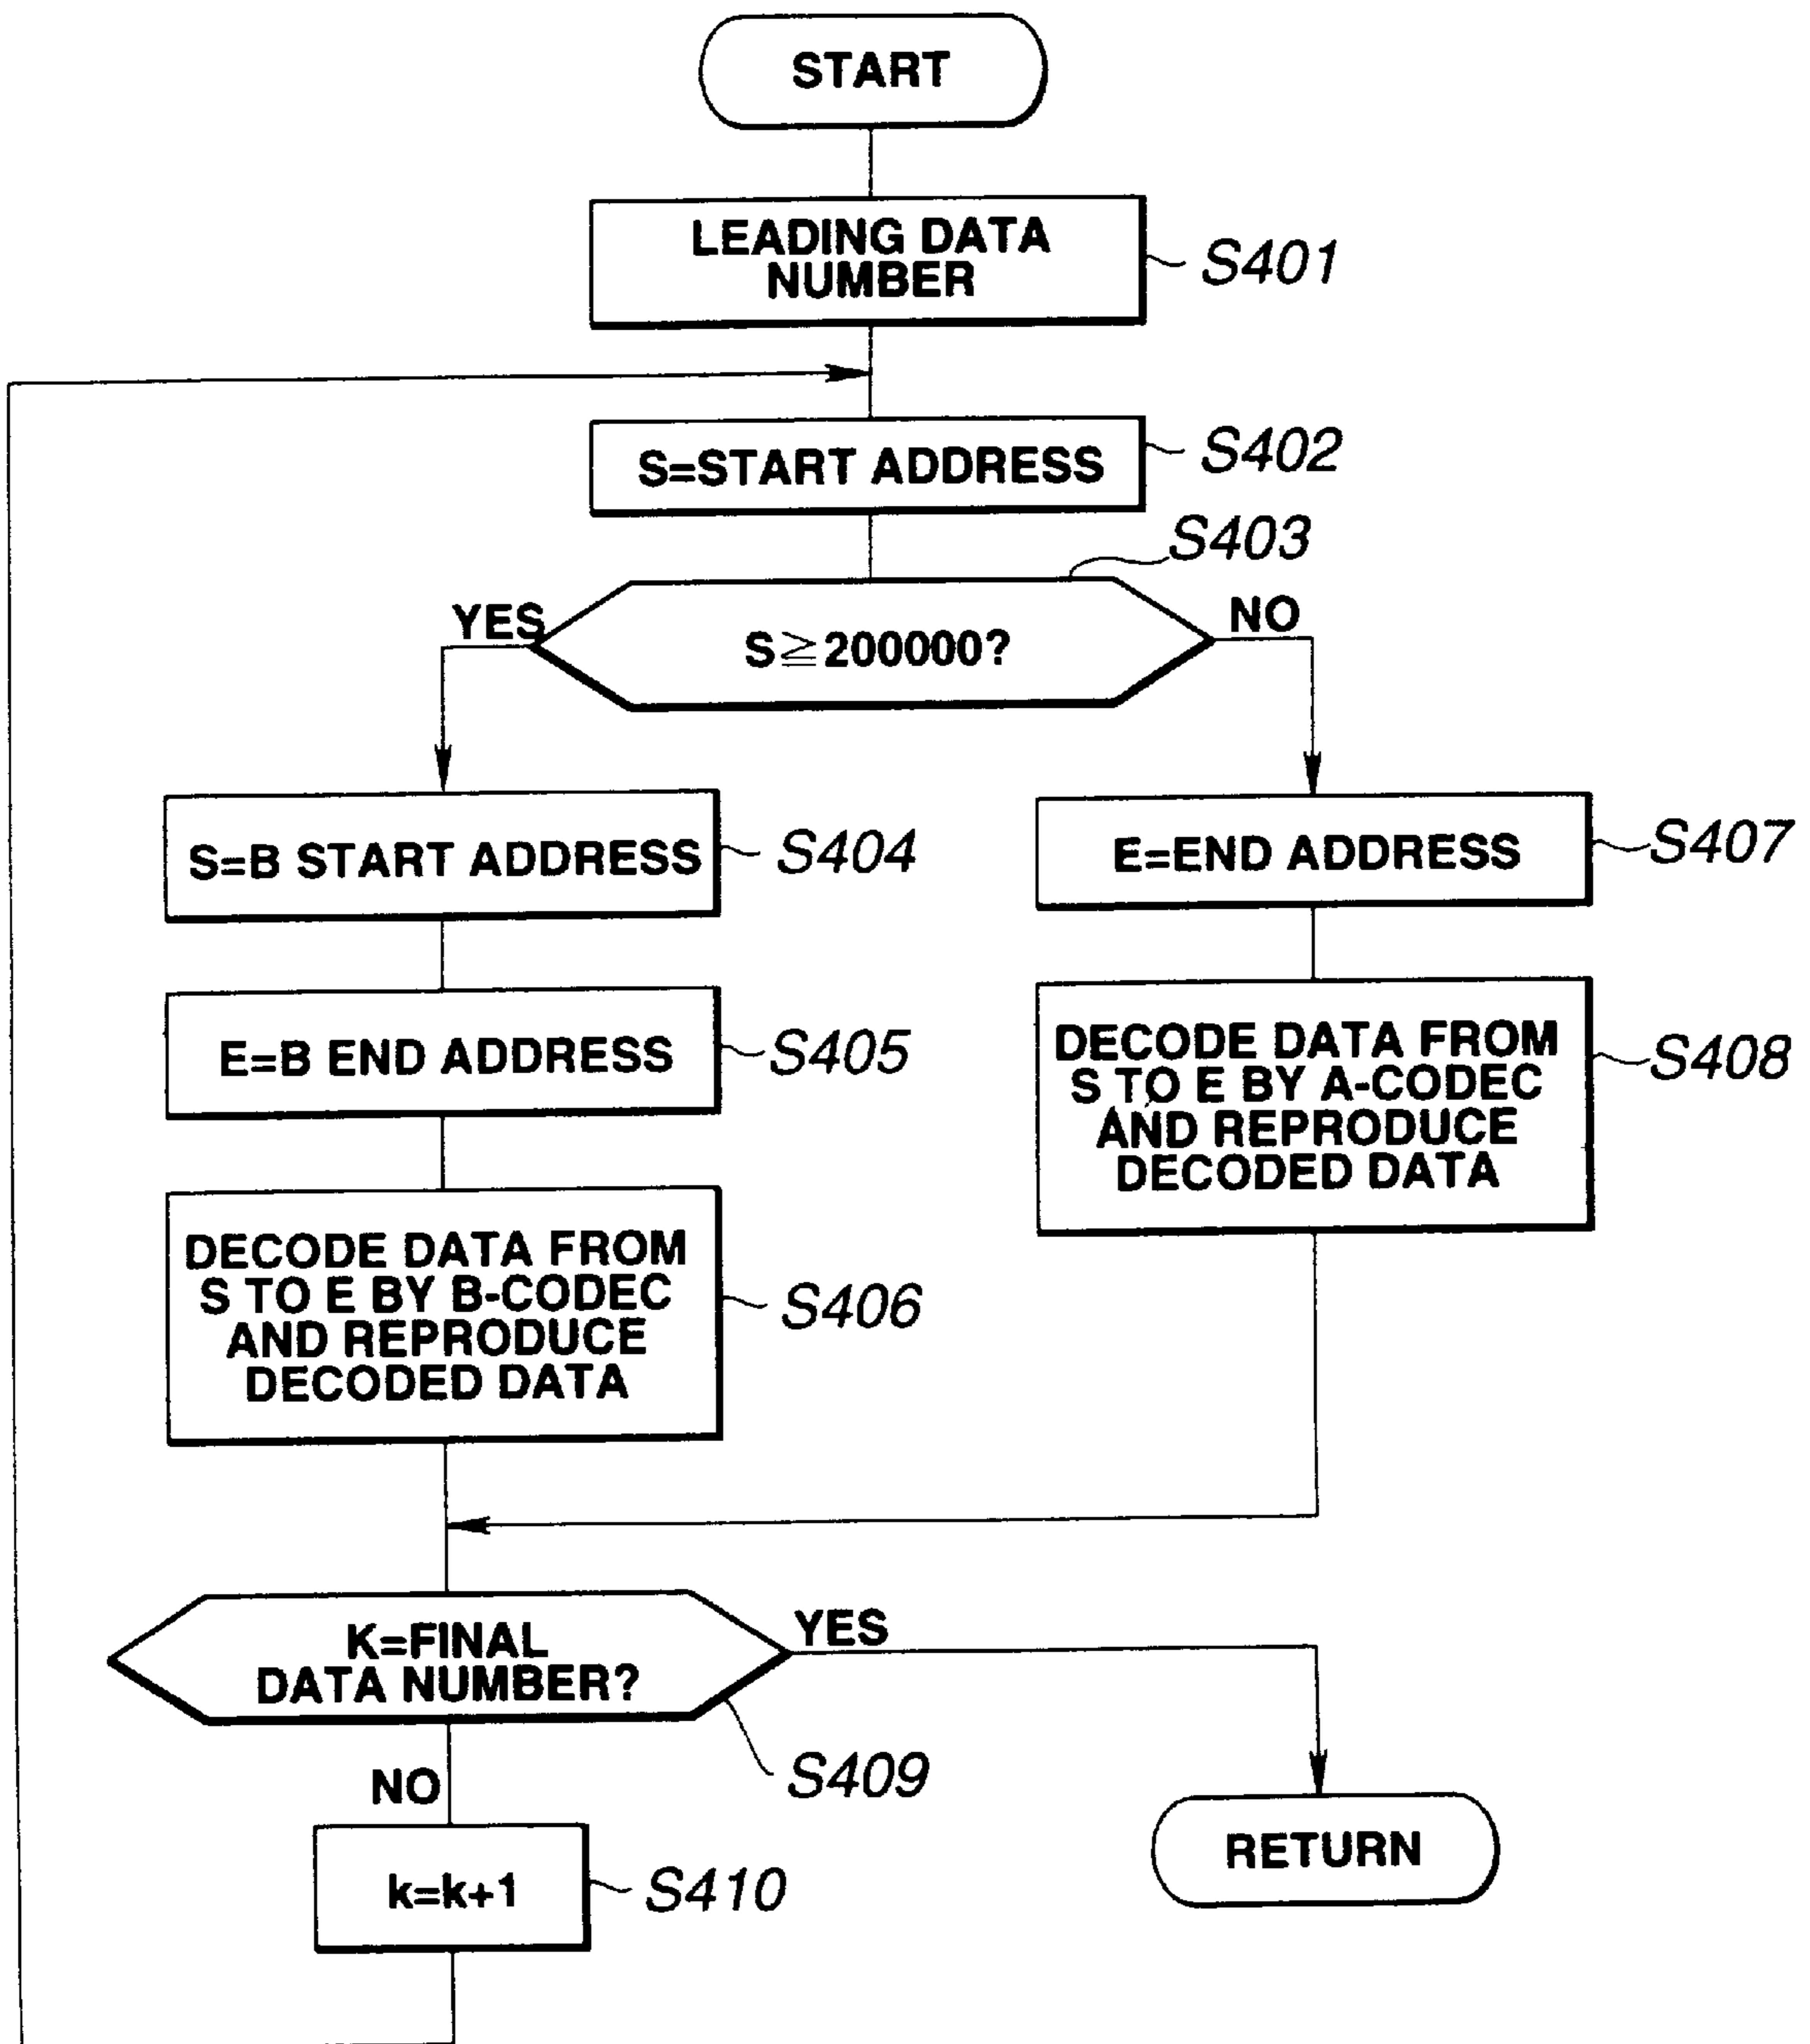 START
LEADING DATA
NUMBER
S401
S=START ADDRESS
S402
S403
YES
NO
S≧200000?
S=B START ADDRESS
S404
E=END ADDRESS
S407
E=B END ADDRESS
S405
DECODE DATA FROM
S TO E BY A-CODEC
AND REPRODUCE
DECODED DATA
S408
DECODE DATA FROM
S TO E BY B-CODEC
AND REPRODUCE
DECODED DATA
S406
K=FINAL
DATA NUMBER?
YES
S409
NO
k=k+1
S410
RETURN